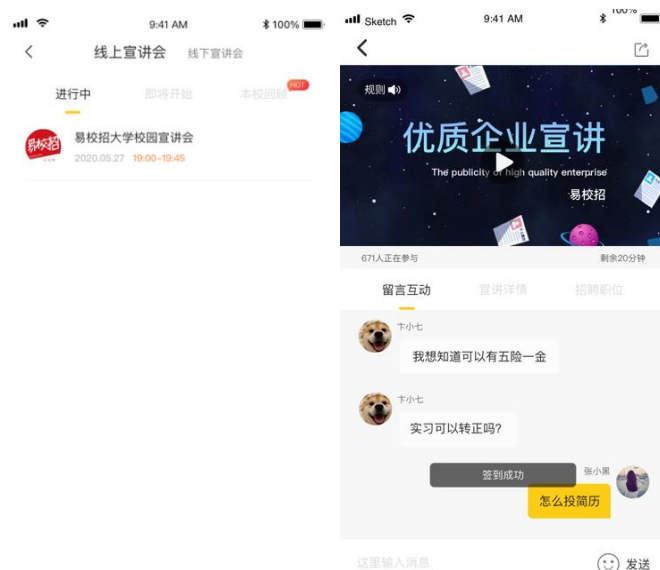 9:41 AM
100%
线上宣讲会 线下宣讲会
进行中 即将开始 本校回顾 HOT
易校招
易校招大学校园宣讲会
2020.05.27 19:00-19:45
Sketch 9:41 AM 100%
规则
优质企业宣讲
The publicity of high quality enterprise
易校招
671人正在参与 剩余20分钟
留言互动 宣讲详情 招聘职位
卞小七
我想知道可以有五险一金
卞小七
实习可以转正吗?
签到成功
张小黑
怎么投简历
这里输入消息 发送